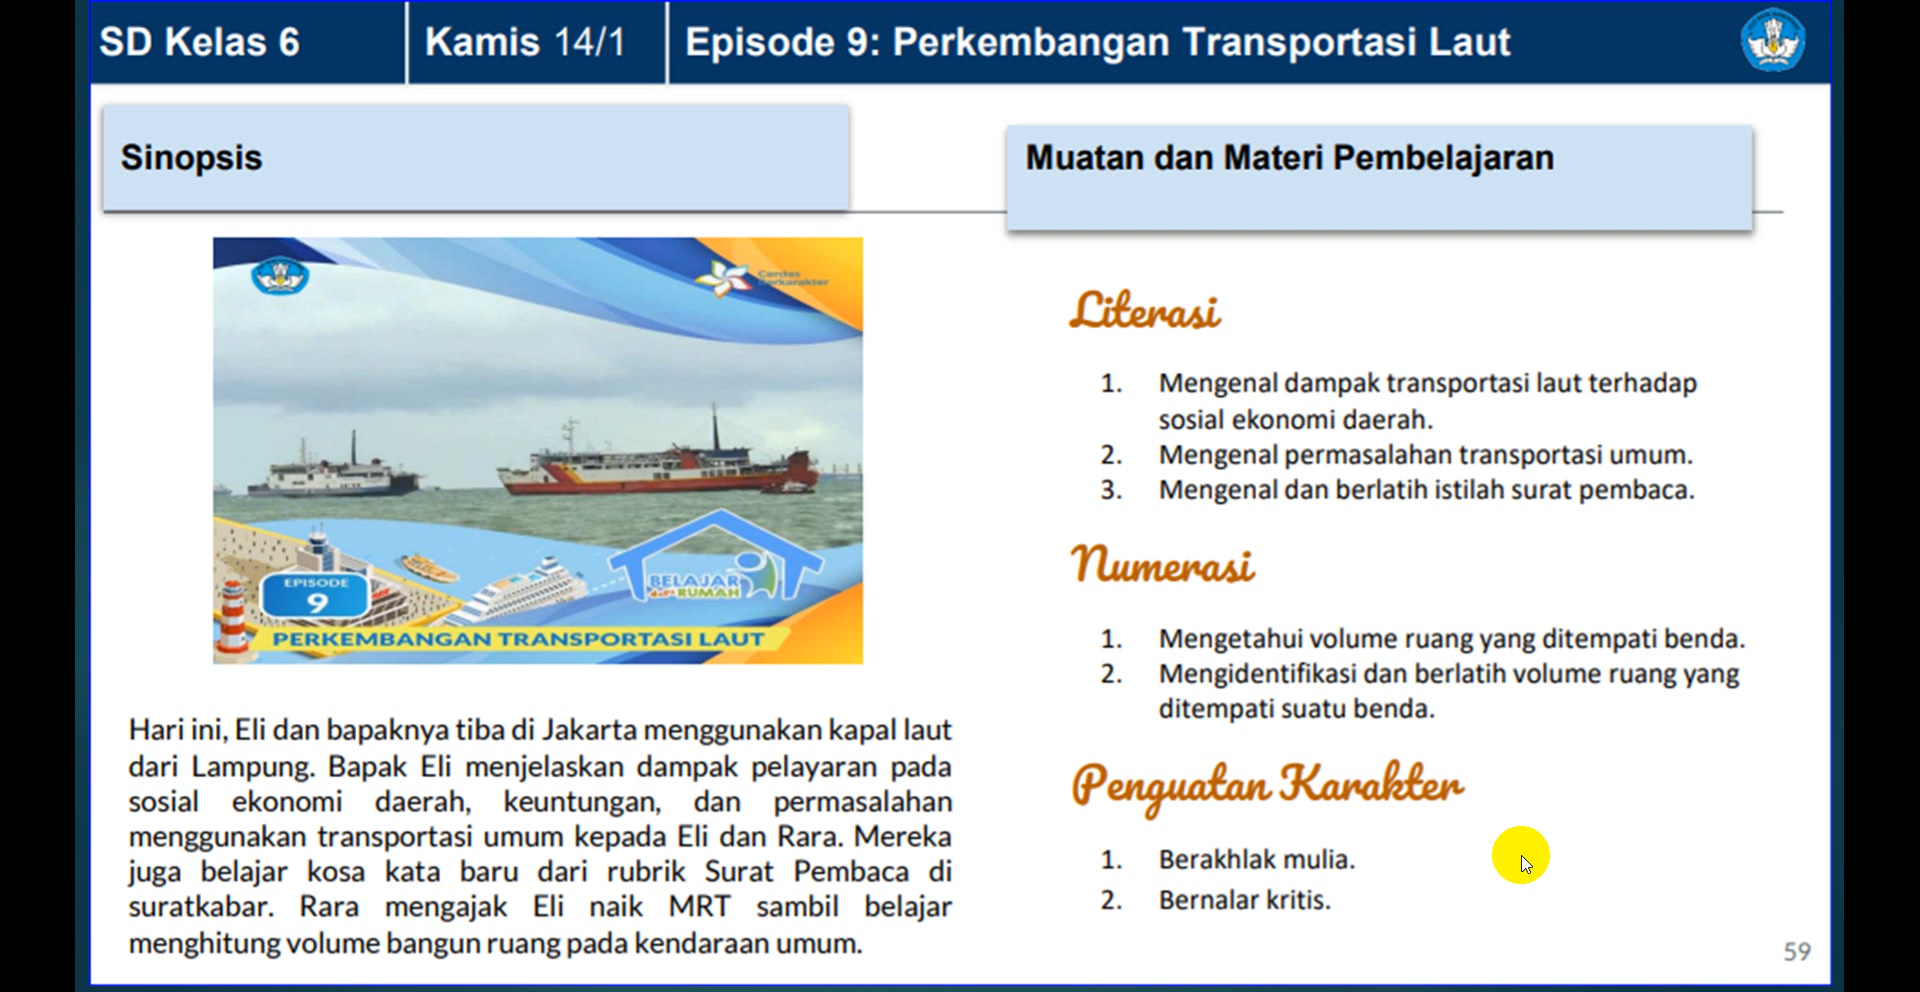 SD Kelas 6
Kamis 14/1
Episode 9: Perkembangan Transportasi Laut
Sinopsis
Cerdas
Berkarakter
EPISODE
9
BELAJAR
dari RUMAH
PERKEMBANGAN TRANSPORTASI LAUT
Hari ini, Eli dan bapaknya tiba di Jakarta menggunakan kapal laut
dari Lampung. Bapak Eli menjelaskan dampak pelayaran pada
sosial ekonomi daerah, keuntungan, dan permasalahan
menggunakan transportasi umum kepada Eli dan Rara. Mereka
juga belajar kosa kata baru dari rubrik Surat Pembaca di
suratkabar. Rara mengajak Eli naik MRT sambil belajar
menghitung volume bangun ruang pada kendaraan umum.
Muatan dan Materi Pembelajaran
Literasi
1. Mengenal dampak transportasi laut terhadap
sosial ekonomi daerah.
2. Mengenal permasalahan transportasi umum.
3. Mengenal dan berlatih istilah surat pembaca.
Numerasi
1. Mengetahui volume ruang yang ditempati benda.
2. Mengidentifikasi dan berlatih volume ruang yang
ditempati suatu benda.
Penguatan Karakter
1. Berakhlak mulia.
2. Bernalar kritis.
59